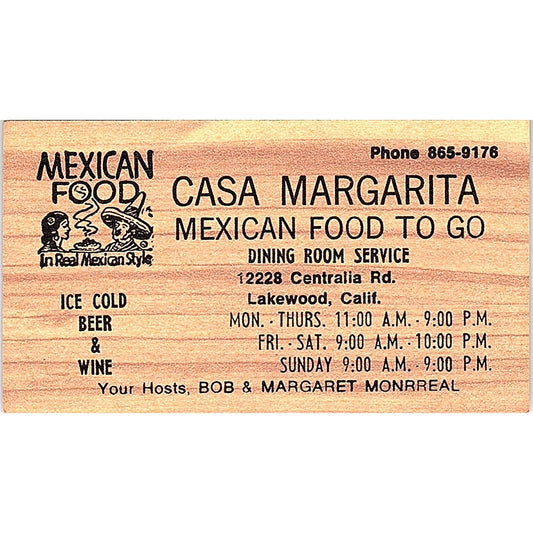 MEXICAN
FOOD
In Real Mexican Style
Phone 865-9176
CASA MARGARITA
MEXICAN FOOD TO GO
DINING ROOM SERVICE
12228 Centralia Rd.
Lakewood, Calif.
ICE COLD
BEER
&
WINE
MON. - THURS. 11:00 A.M. - 9:00 P.M.
FRI. - SAT. 9:00 A.M. - 10:00 P.M.
SUNDAY 9:00 A.M. - 9:00 P.M.
Your Hosts, BOB & MARGARET MONRREAL